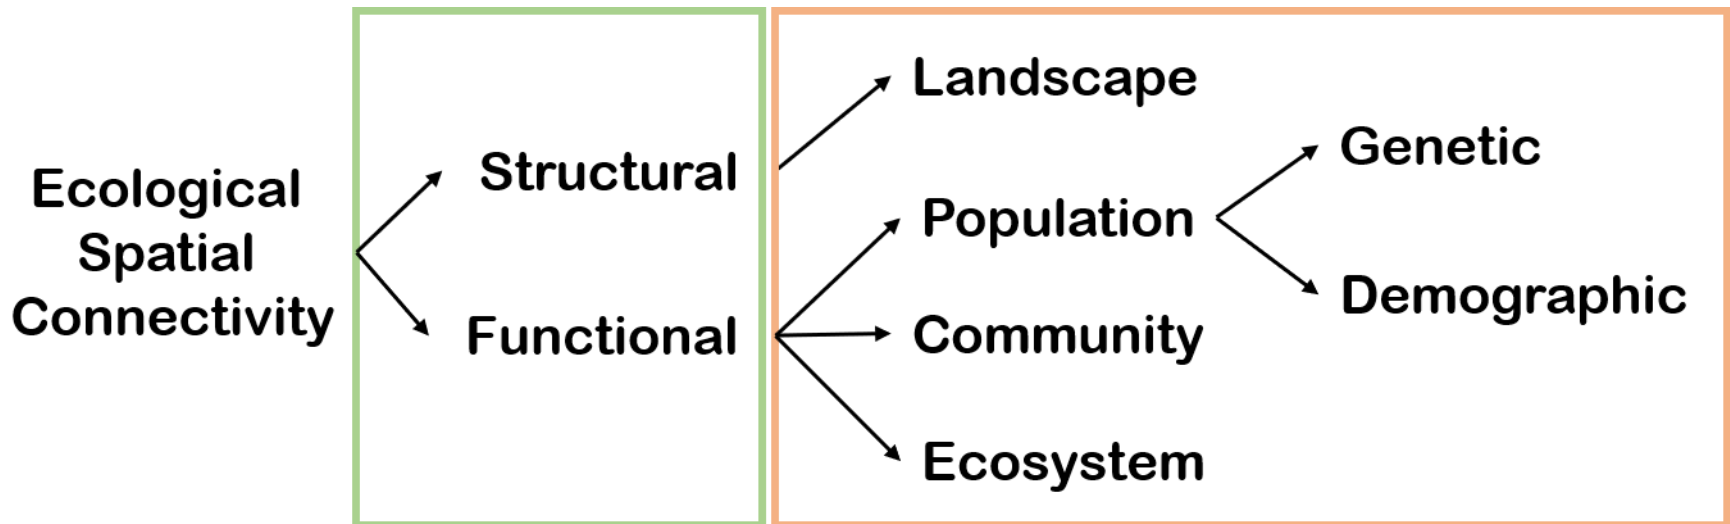 Ecological
Spatial
Connectivity
Structural
Functional
Landscape
Population
Community
Ecosystem
Genetic
Demographic